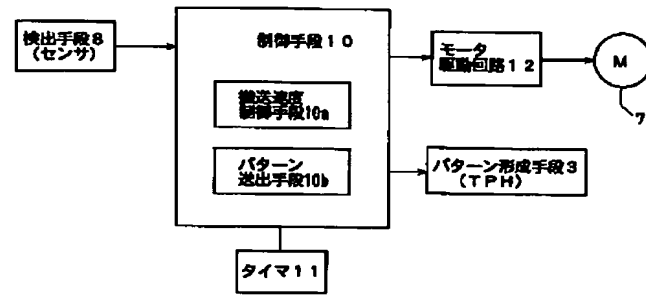 検出手段8
(センサ)
制御手段10
搬送速度
制御手段10a
パターン
送出手段10b
タイマ11
モータ
駆動回路12
M
7
パターン形成手段3
(TPH)